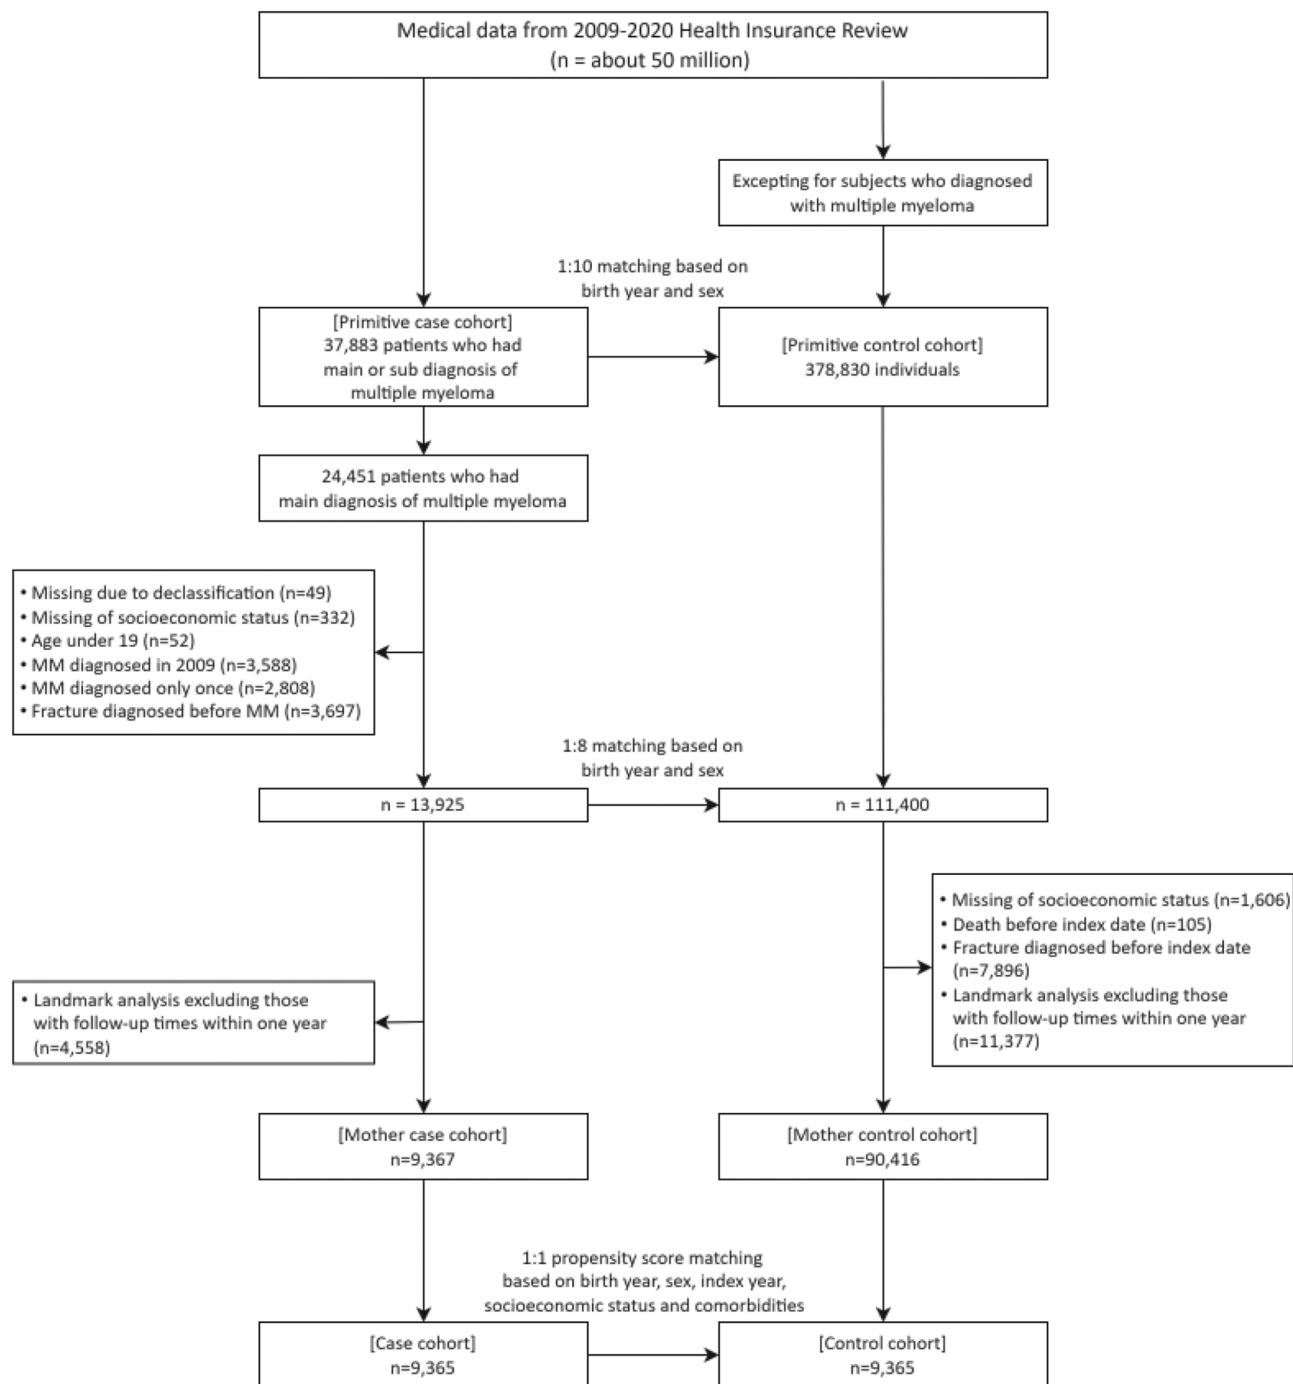 Medical data from 2009-2020 Health Insurance Review
(n = about 50 million)
Excepting for subjects who diagnosed
with multiple myeloma
1:10 matching based on
birth year and sex
[Primitive case cohort]
37,883 patients who had
main or sub diagnosis of
multiple myeloma
[Primitive control cohort]
378,830 individuals
24,451 patients who had
main diagnosis of multiple myeloma
• Missing due to declassification (n=49)
• Missing of socioeconomic status (n=332)
• Age under 19 (n=52)
• MM diagnosed in 2009 (n=3,588)
• MM diagnosed only once (n=2,808)
• Fracture diagnosed before MM (n=3,697)
1:8 matching based on
birth year and sex
n = 13,925
n = 111,400
• Missing of socioeconomic status (n=1,606)
• Death before index date (n=105)
• Fracture diagnosed before index date
(n=7,896)
• Landmark analysis excluding those
with follow-up times within one year
(n=11,377)
• Landmark analysis excluding those
with follow-up times within one year
(n=4,558)
[Mother case cohort]
n=9,367
[Mother control cohort]
n=90,416
1:1 propensity score matching
based on birth year, sex, index year,
socioeconomic status and comorbidities
[Case cohort]
n=9,365
[Control cohort]
n=9,365